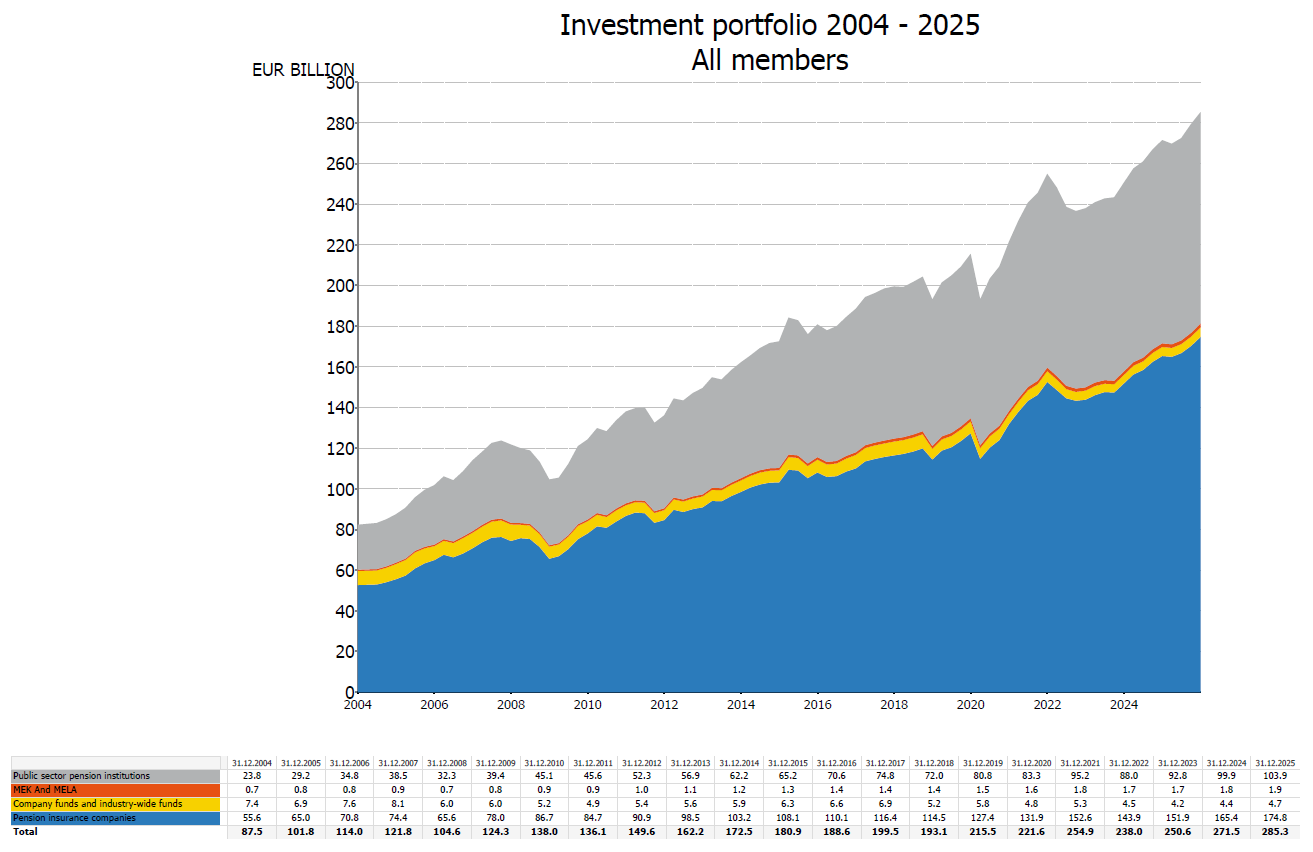 Investment portfolio 2004 - 2025
All members
EUR BILLION
300
280
260
240
220
200
180
160
140
120
100
80
60
40
20
0
2004 2006 2008 2010 2012 2014 2016 2018 2020 2022 2024
31.12.2004 31.12.2005 31.12.2006 31.12.2007 31.12.2008 31.12.2009 31.12.2010 31.12.2011 31.12.2012 31.12.2013 31.12.2014 31.12.2015 31.12.2016 31.12.2017 31.12.2018 31.12.2019 31.12.2020 31.12.2021 31.12.2022 31.12.2023 31.12.2024 31.12.2025
Public sector pension institutions 23.8 29.2 34.8 38.5 32.3 39.4 45.1 45.6 52.3 56.9 62.2 65.2 70.6 74.8 72.0 80.8 83.3 95.2 88.0 92.8 99.9 103.9
MEK And MELA 0.7 0.8 0.8 0.9 0.7 0.8 0.9 0.9 1.0 1.1 1.2 1.3 1.4 1.4 1.4 1.5 1.6 1.8 1.7 1.7 1.8 1.9
Company funds and industry-wide funds 7.4 6.9 7.6 8.1 6.0 6.0 5.2 4.9 5.4 5.6 5.9 6.3 6.6 6.9 5.2 5.8 4.8 5.3 4.5 4.2 4.4 4.7
Pension insurance companies 55.6 65.0 70.8 74.4 65.6 78.0 86.7 84.7 90.9 98.5 103.2 108.1 110.1 116.4 114.5 127.4 131.9 152.6 143.9 151.9 165.4 174.8
Total 87.5 101.8 114.0 121.8 104.6 124.3 138.0 136.1 149.6 162.2 172.5 180.9 188.6 199.5 193.1 215.5 221.6 254.9 238.0 250.6 271.5 285.3